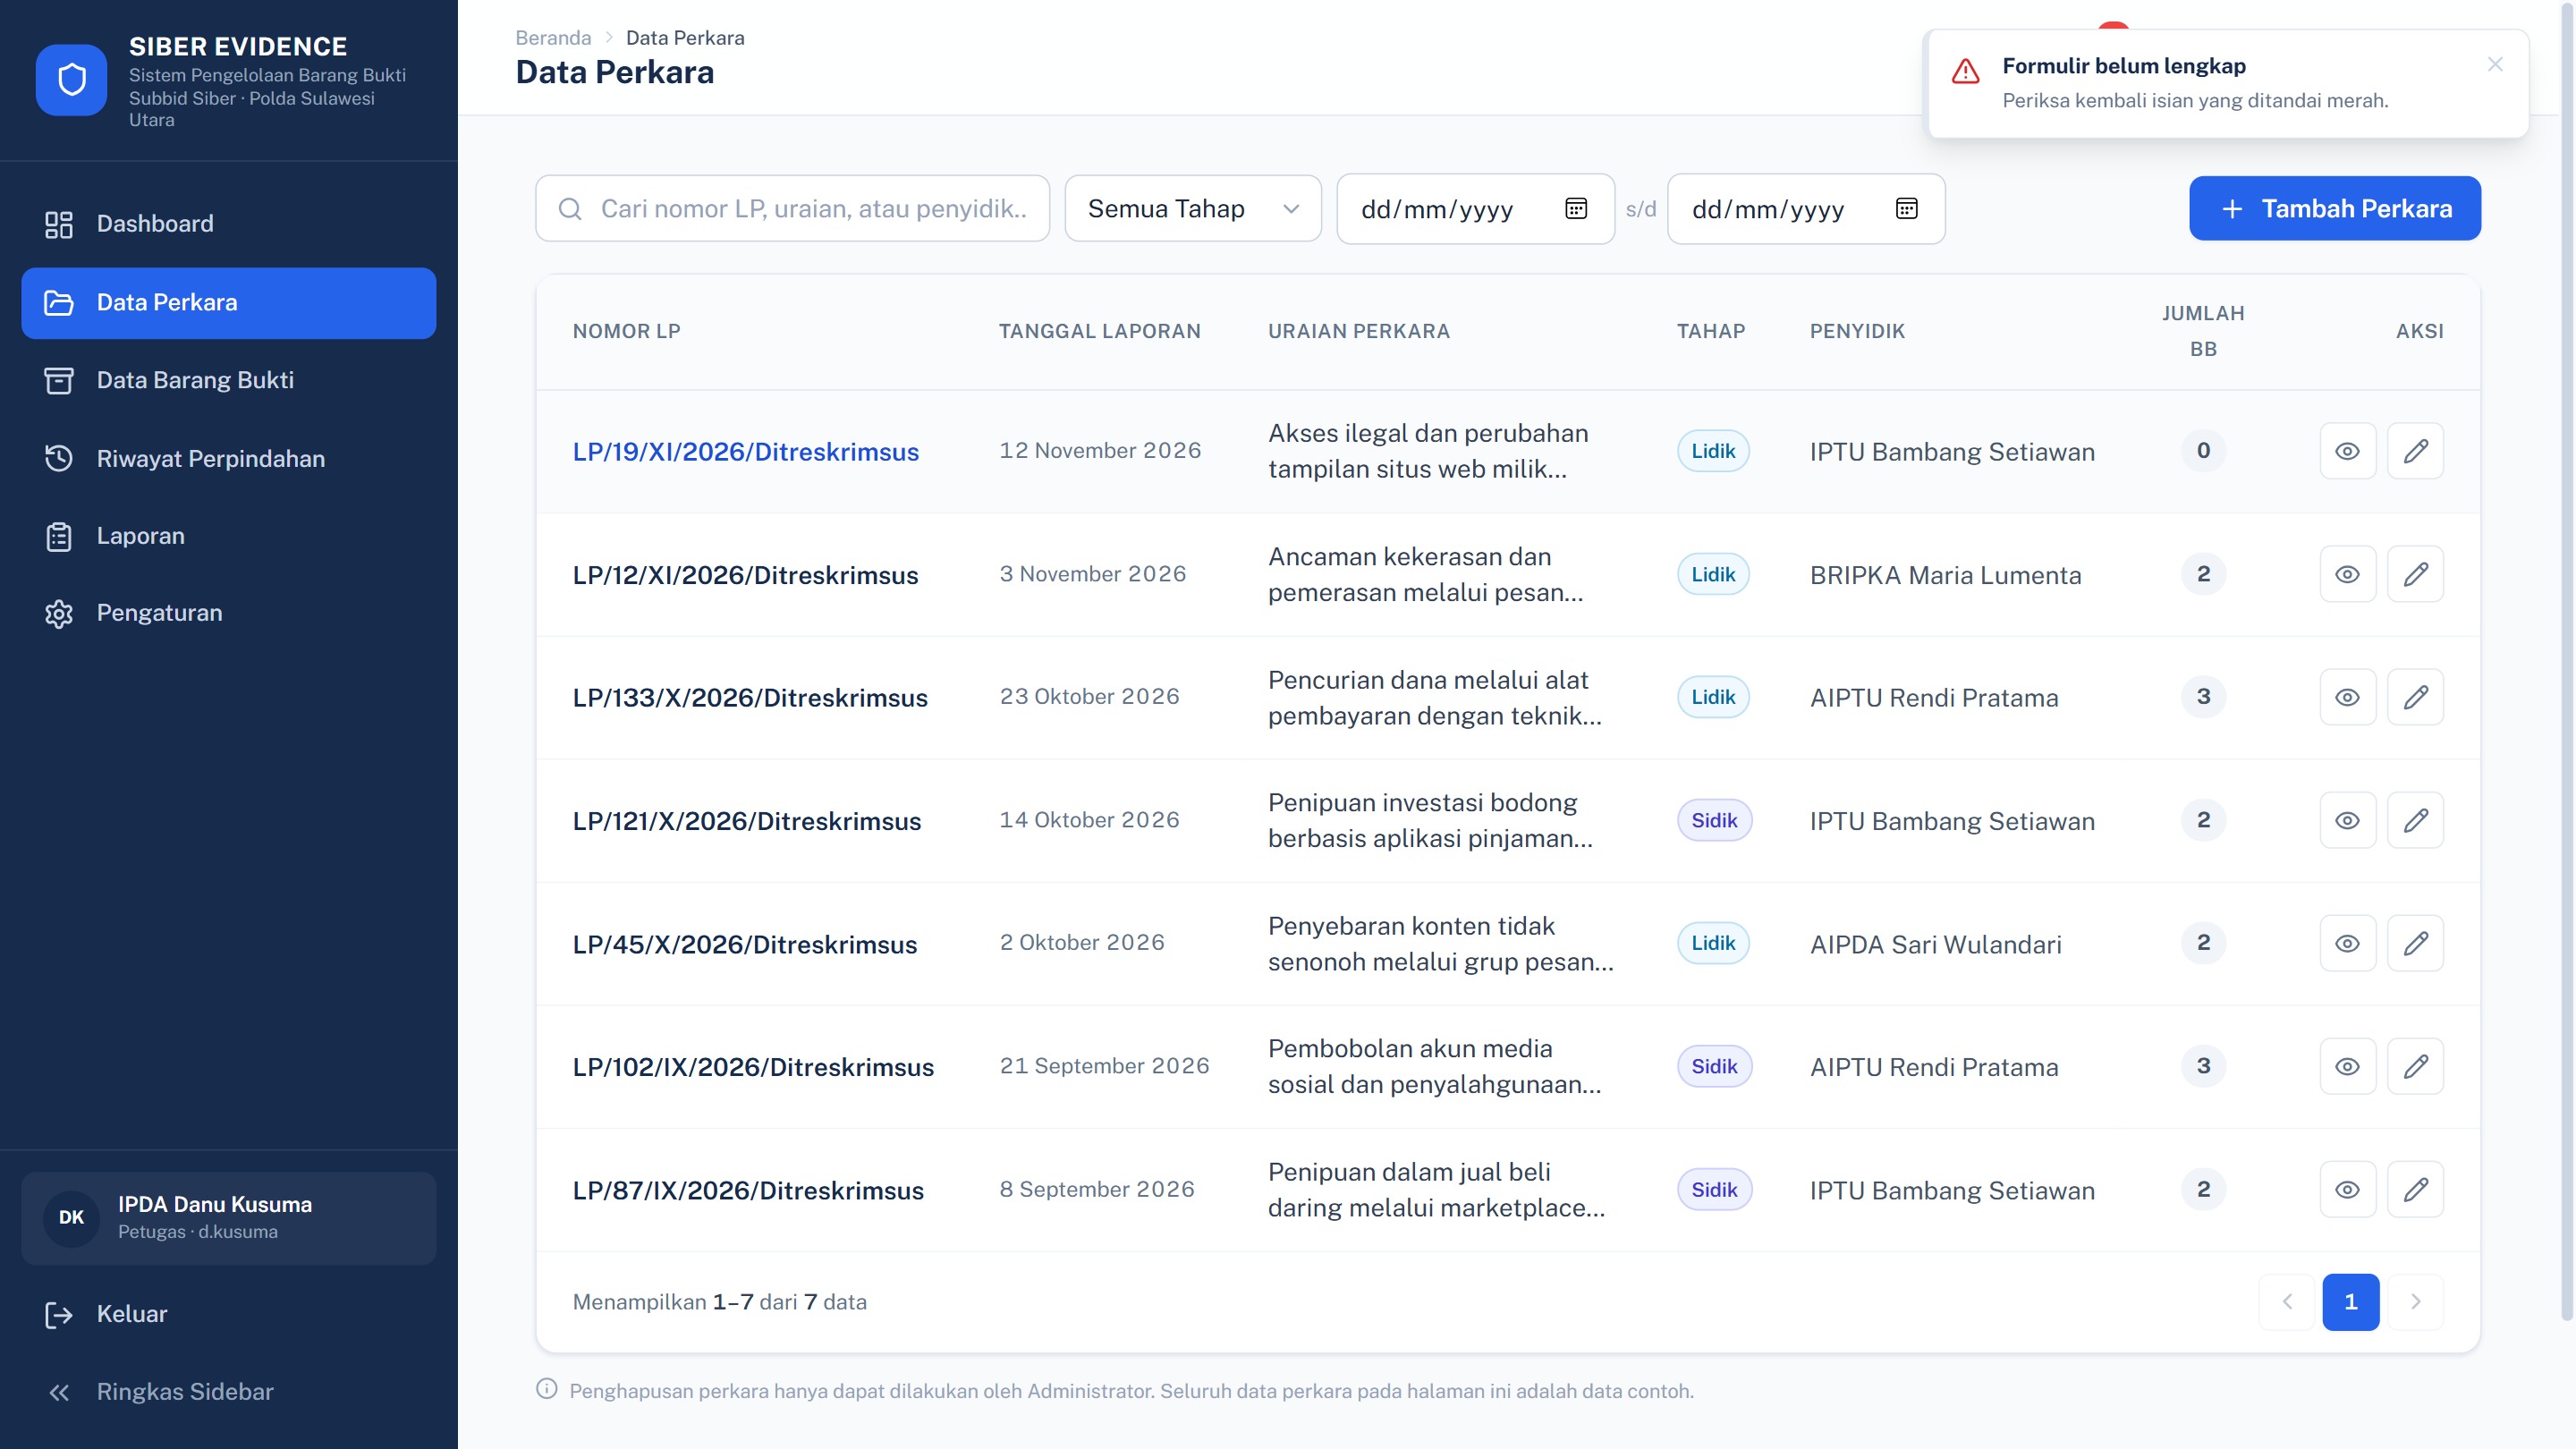 SIBER EVIDENCE
Sistem Pengelolaan Barang Bukti
Subbid Siber · Polda Sulawesi
Utara
Dashboard
Data Perkara
Data Barang Bukti
Riwayat Perpindahan
Laporan
Pengaturan
DK
IPDA Danu Kusuma
Petugas · d.kusuma
Keluar
Ringkas Sidebar
Beranda > Data Perkara
Data Perkara
Formulir belum lengkap
Periksa kembali isian yang ditandai merah.
Cari nomor LP, uraian, atau penyidik..
Semua Tahap
dd/mm/yyyy
s/d
dd/mm/yyyy
Tambah Perkara
NOMOR LP
TANGGAL LAPORAN
URAIAN PERKARA
TAHAP
PENYIDIK
JUMLAH
BB
AKSI
LP/19/XI/2026/Ditreskrimsus
12 November 2026
Akses ilegal dan perubahan
tampilan situs web milik...
Lidik
IPTU Bambang Setiawan
0
LP/12/XI/2026/Ditreskrimsus
3 November 2026
Ancaman kekerasan dan
pemerasan melalui pesan...
Lidik
BRIPKA Maria Lumenta
2
LP/133/X/2026/Ditreskrimsus
23 Oktober 2026
Pencurian dana melalui alat
pembayaran dengan teknik...
Lidik
AIPTU Rendi Pratama
3
LP/121/X/2026/Ditreskrimsus
14 Oktober 2026
Penipuan investasi bodong
berbasis aplikasi pinjaman...
Sidik
IPTU Bambang Setiawan
2
LP/45/X/2026/Ditreskrimsus
2 Oktober 2026
Penyebaran konten tidak
senonoh melalui grup pesan...
Lidik
AIPDA Sari Wulandari
2
LP/102/IX/2026/Ditreskrimsus
21 September 2026
Pembobolan akun media
sosial dan penyalahgunaan...
Sidik
AIPTU Rendi Pratama
3
LP/87/IX/2026/Ditreskrimsus
8 September 2026
Penipuan dalam jual beli
daring melalui marketplace...
Sidik
IPTU Bambang Setiawan
2
Menampilkan 1–7 dari 7 data
1
Penghapusan perkara hanya dapat dilakukan oleh Administrator. Seluruh data perkara pada halaman ini adalah data contoh.